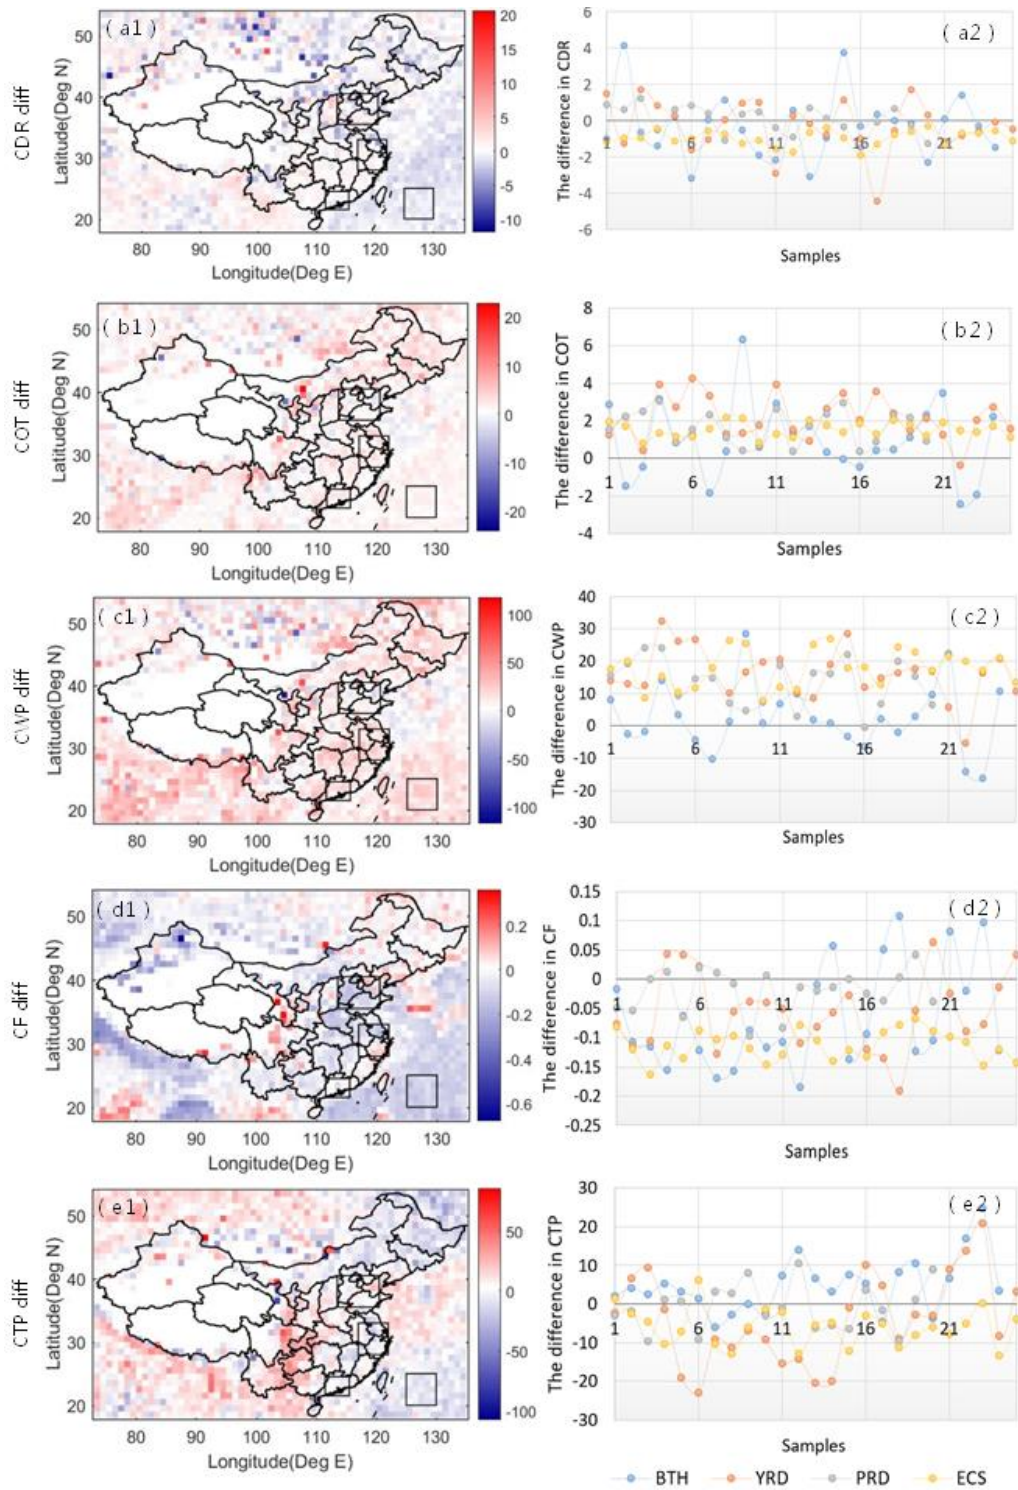 CDR diff
Latitude(Deg N)
50
40
30
20
( a1 )
80 90 100 110 120 130
Longitude(Deg E)
20
15
10
5
0
-5
-10
The difference in CDR
6
4
2
0
-2
-4
-6
( a2 )
1 6 11 16 21
Samples
COT diff
Latitude(Deg N)
50
40
30
20
( b1 )
80 90 100 110 120 130
Longitude(Deg E)
20
10
0
-10
-20
The difference in COT
8
6
4
2
0
-2
-4
( b2 )
1 6 11 16 21
Samples
CWP diff
Latitude(Deg N)
50
40
30
20
( c1 )
80 90 100 110 120 130
Longitude(Deg E)
100
50
0
-50
-100
The difference in CWP
40
30
20
10
0
-10
-20
-30
( c2 )
1 6 11 16 21
Samples
CF diff
Latitude(Deg N)
50
40
30
20
( d1 )
80 90 100 110 120 130
Longitude(Deg E)
0.2
0
-0.2
-0.4
-0.6
The difference in CF
0.15
0.1
0.05
0
-0.05
-0.1
-0.15
-0.2
-0.25
( d2 )
1 6 11 16 21
Samples
CTP diff
Latitude(Deg N)
50
40
30
20
( e1 )
80 90 100 110 120 130
Longitude(Deg E)
50
0
-50
-100
The difference in CTP
30
20
10
0
-10
-20
-30
( e2 )
1 6 11 16 21
Samples
BTH YRD PRD ECS